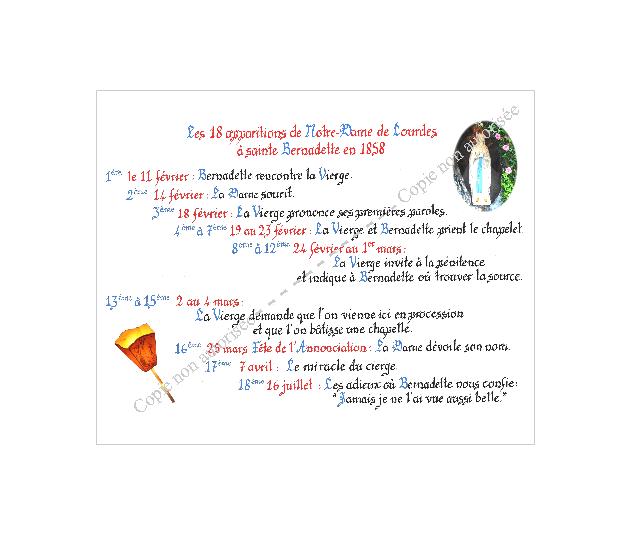 Les 18 apparitions de Notre-Dame de Lourdes
à sainte Bernadette en 1858
1ère le 11 février : Bernadette rencontre la Vierge.
2ème 14 février : La Dame sourit.
3ème 18 février : La Vierge prononce ses premières paroles.
4ème à 7ème 19 au 23 février : La Vierge et Bernadette prient le chapelet
8ème à 12ème 24 février au 1er mars :
La Vierge invite à la pénitence
et indique à Bernadette où trouver la source.
13ème à 15ème 2 au 4 mars :
La Vierge demande que l'on vienne ici en procession
et que l'on bâtisse une chapelle.
16ème 25 mars Fête de l'Annonciation : La Dame dévoile son nom.
17ème 7 avril : Le miracle du cierge
18ème 16 juillet : Les adieux où Bernadette nous confie :
"Jamais je ne l'ai vue aussi belle."
Copie non autorisée - - - - - - - - - - Copie non autorisée